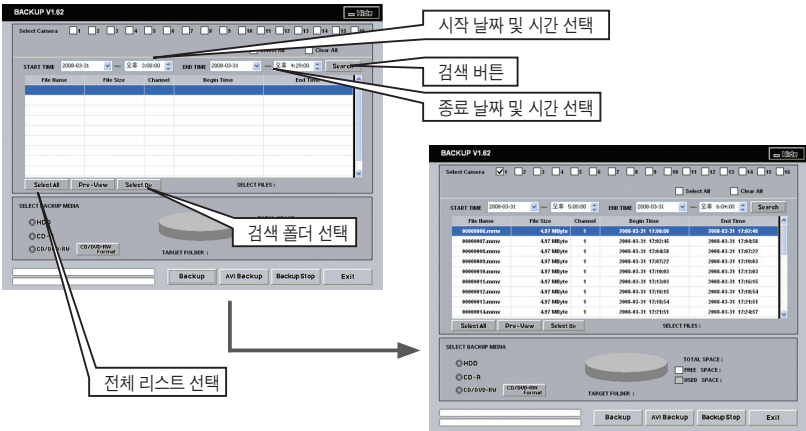 BACKUP V1.62
Hide
Select Camera 1 2 3 4 5 6 7 8 9 10 11 12 13 14 15 16
Select All Clear All
START TIME 2008-03-31 오후 3:00:00 END TIME 2008-03-31 오후 4:29:00 Search
File Name File Size Channel Begin Time End Time
Select All Pre-View Select Dir SELECT FILES :
SELECT BACKUP MEDIA
HDD
CD-R
CD/DVD-RW CD/DVD-RW Format
TARGET FOLDER :
Backup AVI Backup Backup Stop Exit
시작 날짜 및 시간 선택
검색 버튼
종료 날짜 및 시간 선택
검색 폴더 선택
전체 리스트 선택
BACKUP V1.62
Hide
Select Camera 1 2 3 4 5 6 7 8 9 10 11 12 13 14 15 16
Select All Clear All
START TIME 2008-03-31 오후 5:00:00 END TIME 2008-03-31 오후 6:04:00 Search
File Name File Size Channel Begin Time End Time
00000006.mmv 4.97 MByte 1 2008-03-31 17:00:00 2008-03-31 17:02:45
00000007.mmv 4.97 MByte 1 2008-03-31 17:02:45 2008-03-31 17:04:58
00000008.mmv 4.97 MByte 1 2008-03-31 17:04:58 2008-03-31 17:07:22
00000009.mmv 4.97 MByte 1 2008-03-31 17:07:22 2008-03-31 17:10:03
00000010.mmv 4.97 MByte 1 2008-03-31 17:10:03 2008-03-31 17:13:03
00000011.mmv 4.97 MByte 1 2008-03-31 17:13:03 2008-03-31 17:16:15
00000012.mmv 4.97 MByte 1 2008-03-31 17:16:15 2008-03-31 17:18:54
00000013.mmv 4.97 MByte 1 2008-03-31 17:18:54 2008-03-31 17:21:51
00000014.mmv 4.97 MByte 1 2008-03-31 17:21:51 2008-03-31 17:24:57
Select All Pre-View Select Dir SELECT FILES :
SELECT BACKUP MEDIA
HDD
CD-R
CD/DVD-RW CD/DVD-RW Format
TOTAL SPACE :
FREE SPACE :
USED SPACE :
TARGET FOLDER :
Backup AVI Backup Backup Stop Exit